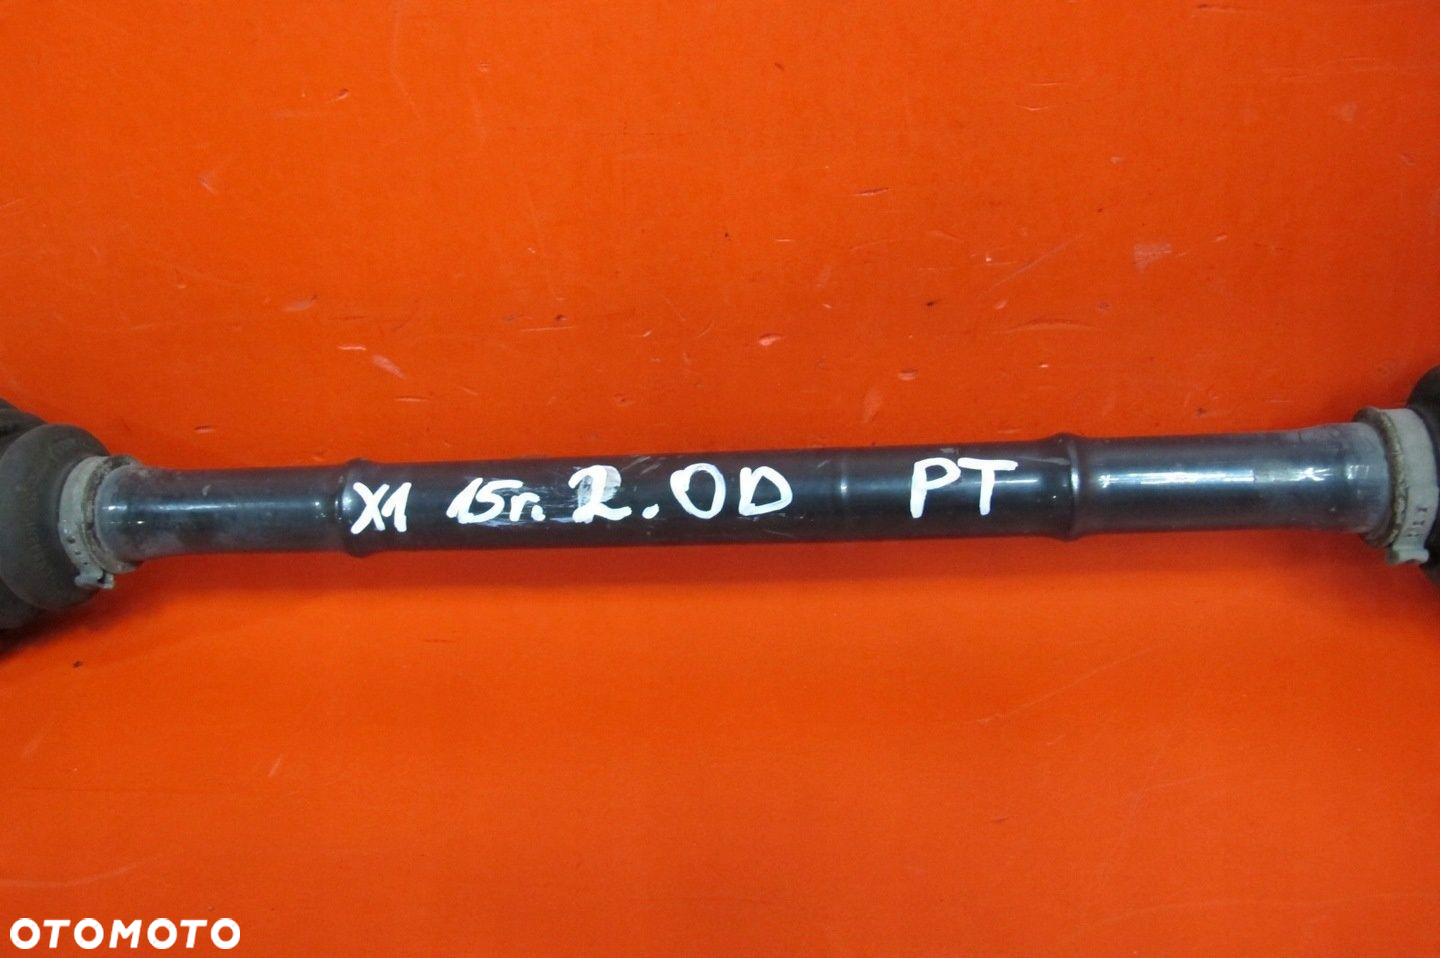 X1 15r. 2.0D PT
OTOMOTO